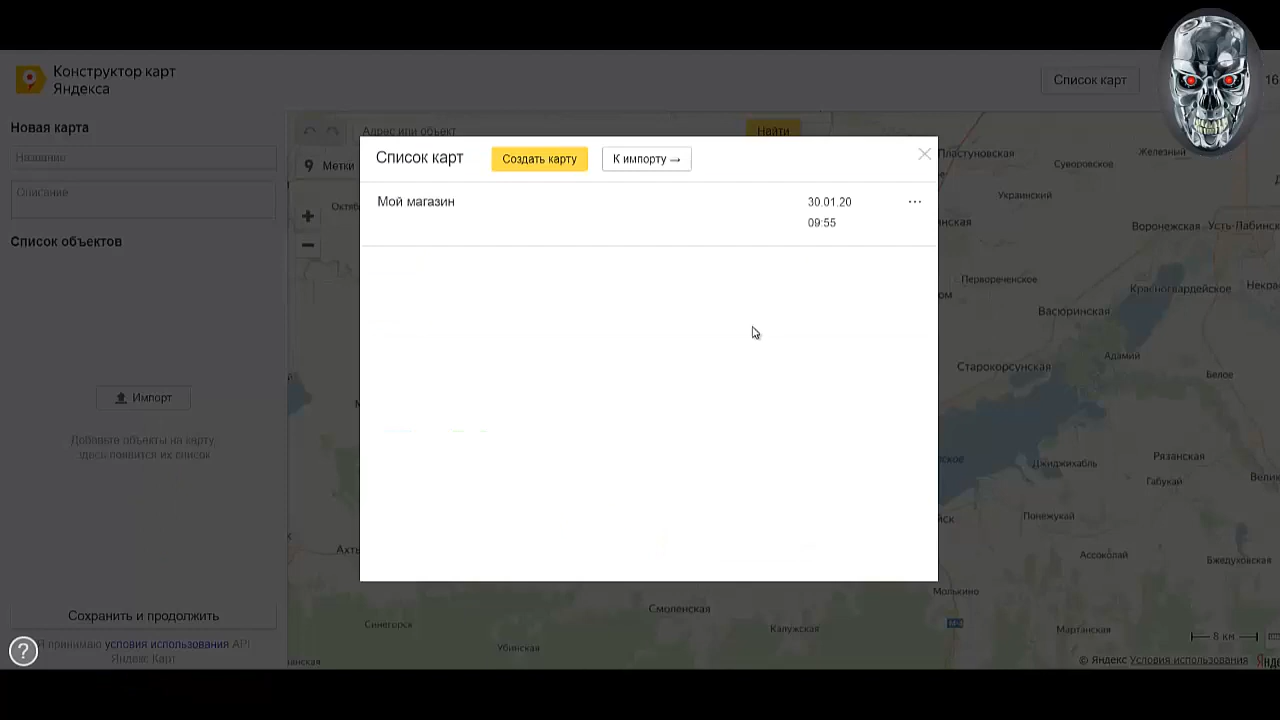 Конструктор карт
Яндекса
Список карт
16
Новая карта
Название
Описание
Список объектов
Импорт
Добавьте объекты на карту,
здесь появится их список
Сохранить и продолжить
Я принимаю условия использования API
Яндекс Карт
?
Адрес или объект
Найти
Метки
+
−
Список карт
Создать карту
К импорту →
Мой магазин
30.01.20
09:55
...
Пластуновская
Железный
Суворовское
Украинский
Воронежская
Усть-Лабинс
Первореченское
Красногвардейское
Некра
Васюринская
Адамий
Старокорсунская
Белое
Джиджихабль
Рязанская
Габукай
Понежукай
Ассоколай
Бжедуховская
Молькино
Смоленская
Калужская
Мартанская
Синегорск
Убинская
8 км
© Яндекс Условия использования